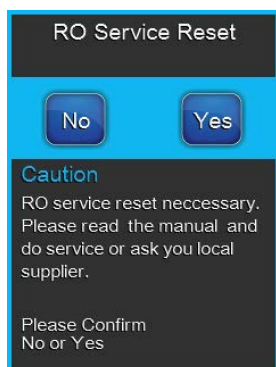 RO Service Reset
No
Yes
Caution
RO service reset neccessary.
Please read the manual and
do service or ask you local
supplier.
Please Confirm
No or Yes